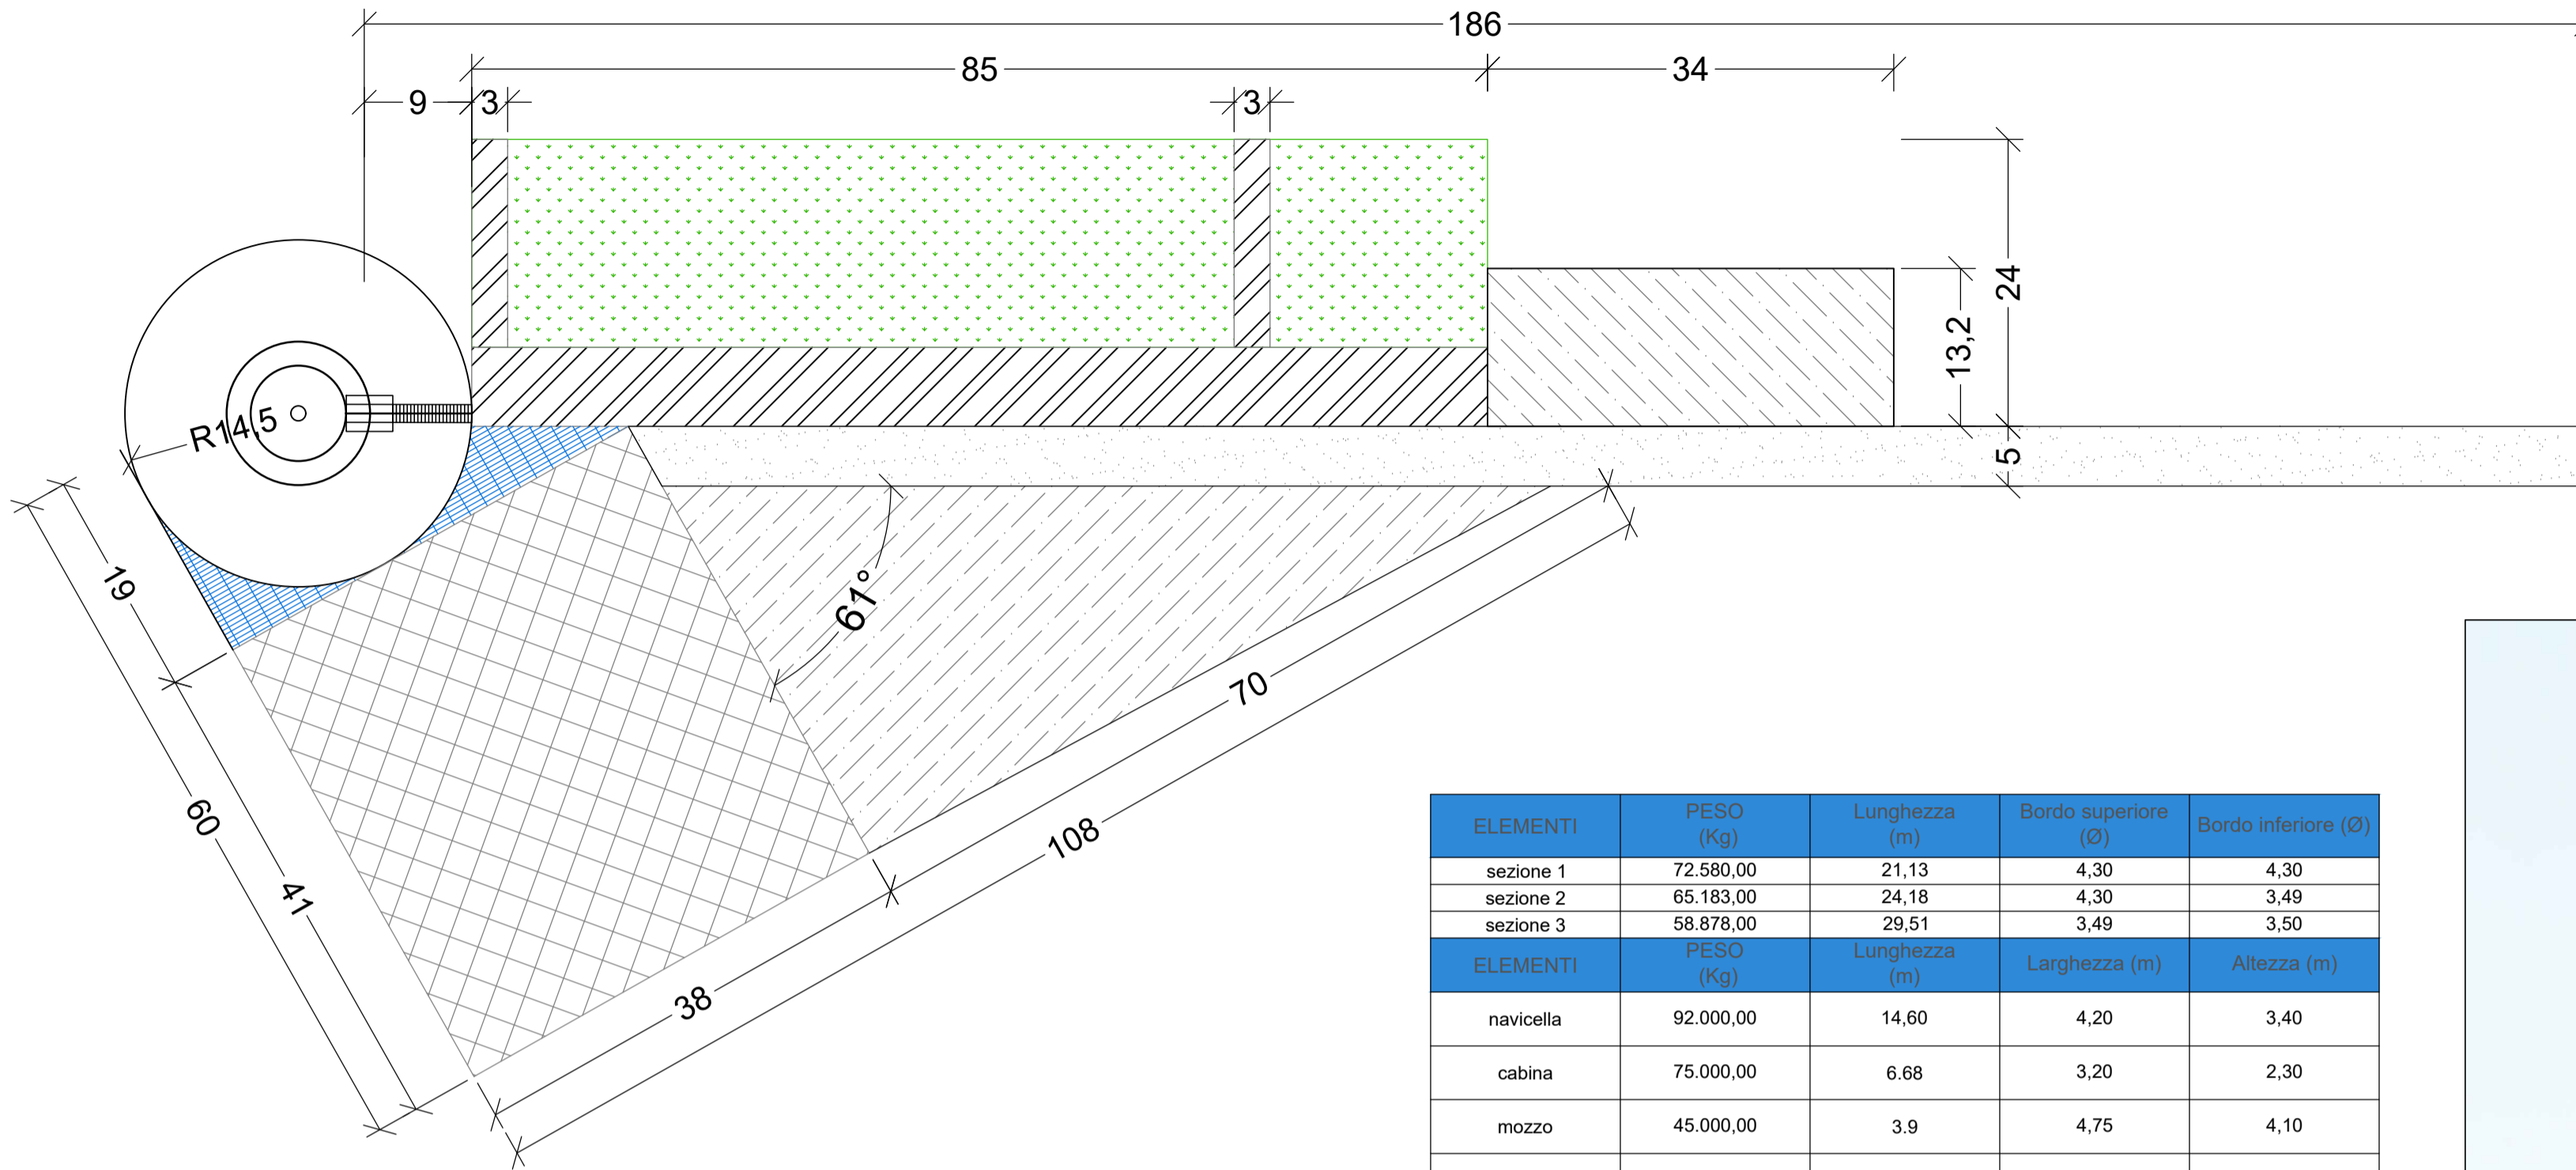 186
85
34
9
3
3
24
13,2
5
R14,5
61°
19
60
41
70
108
38
ELEMENTI PESO (Kg) Lunghezza (m) Bordo superiore (Ø) Bordo inferiore (Ø)
sezione 1 72.580,00 21,13 4,30 4,30
sezione 2 65.183,00 24,18 4,30 3,49
sezione 3 58.878,00 29,51 3,49 3,50
ELEMENTI PESO (Kg) Lunghezza (m) Larghezza (m) Altezza (m)
navicella 92.000,00 14,60 4,20 3,40
cabina 75.000,00 6.68 3,20 2,30
mozzo 45.000,00 3.9 4,75 4,10